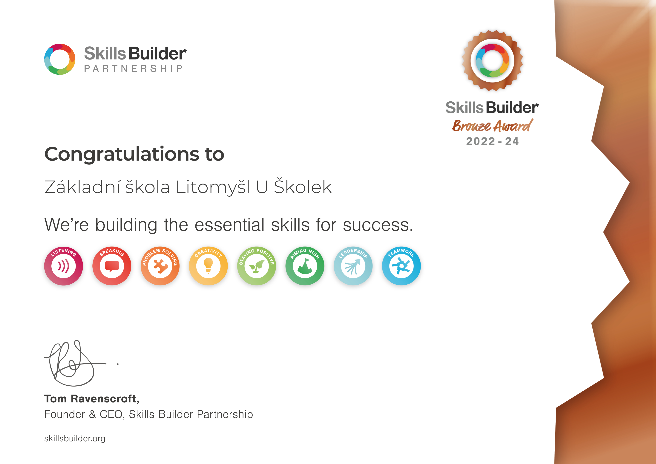 Skills Builder
PARTNERSHIP
Skills Builder
Bronze Award
2022 - 24
Congratulations to
Základní škola Litomyšl U Školek
We're building the essential skills for success.
LISTENING
SPEAKING
PROBLEM SOLVING
CREATIVITY
STAYING POSITIVE
AIMING HIGH
LEADERSHIP
TEAMWORK
Tom Ravenscroft,
Founder & CEO, Skills Builder Partnership
skillsbuilder.org